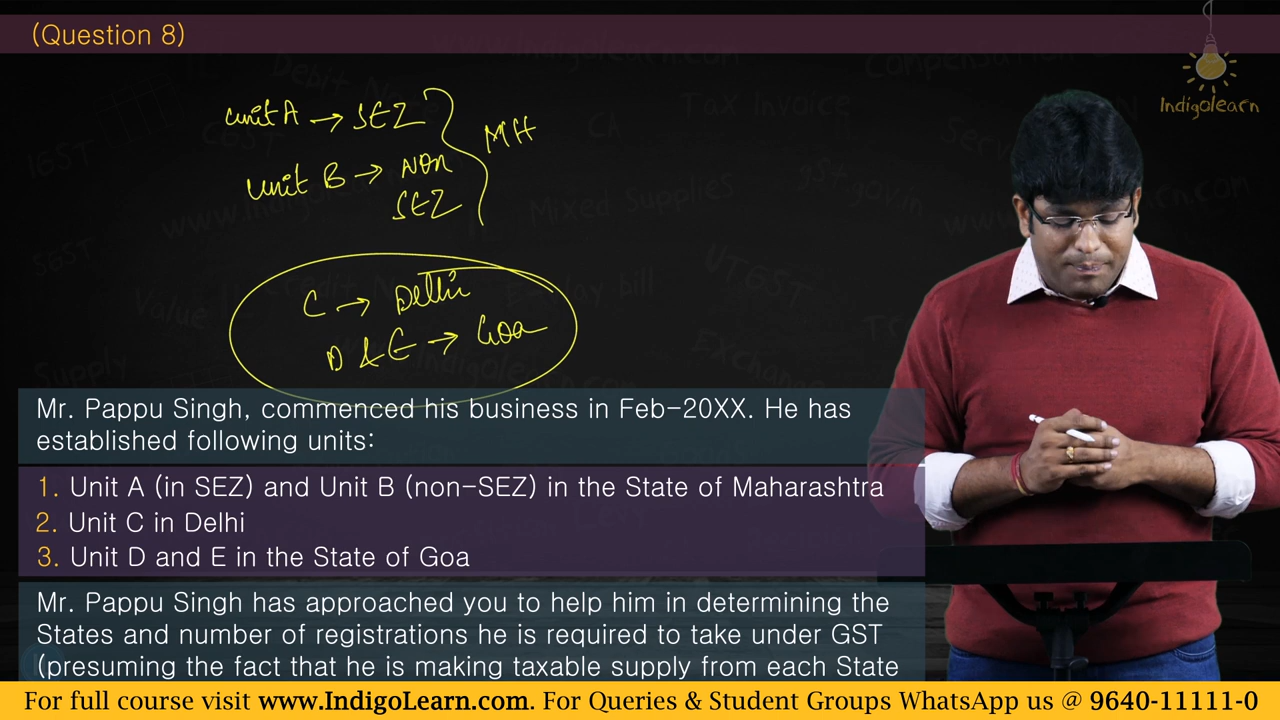 (Question 8)
Indigolearn
unit A → SEZ
unit B → NON
SEZ
MH
C → Delhi
D & E → Goa
Mr. Pappu Singh, commenced his business in Feb-20XX. He has
established following units:
1. Unit A (in SEZ) and Unit B (non-SEZ) in the State of Maharashtra
2. Unit C in Delhi
3. Unit D and E in the State of Goa
Mr. Pappu Singh has approached you to help him in determining the
States and number of registrations he is required to take under GST
(presuming the fact that he is making taxable supply from each State
For full course visit www.IndigoLearn.com. For Queries & Student Groups WhatsApp us @ 9640-11111-0